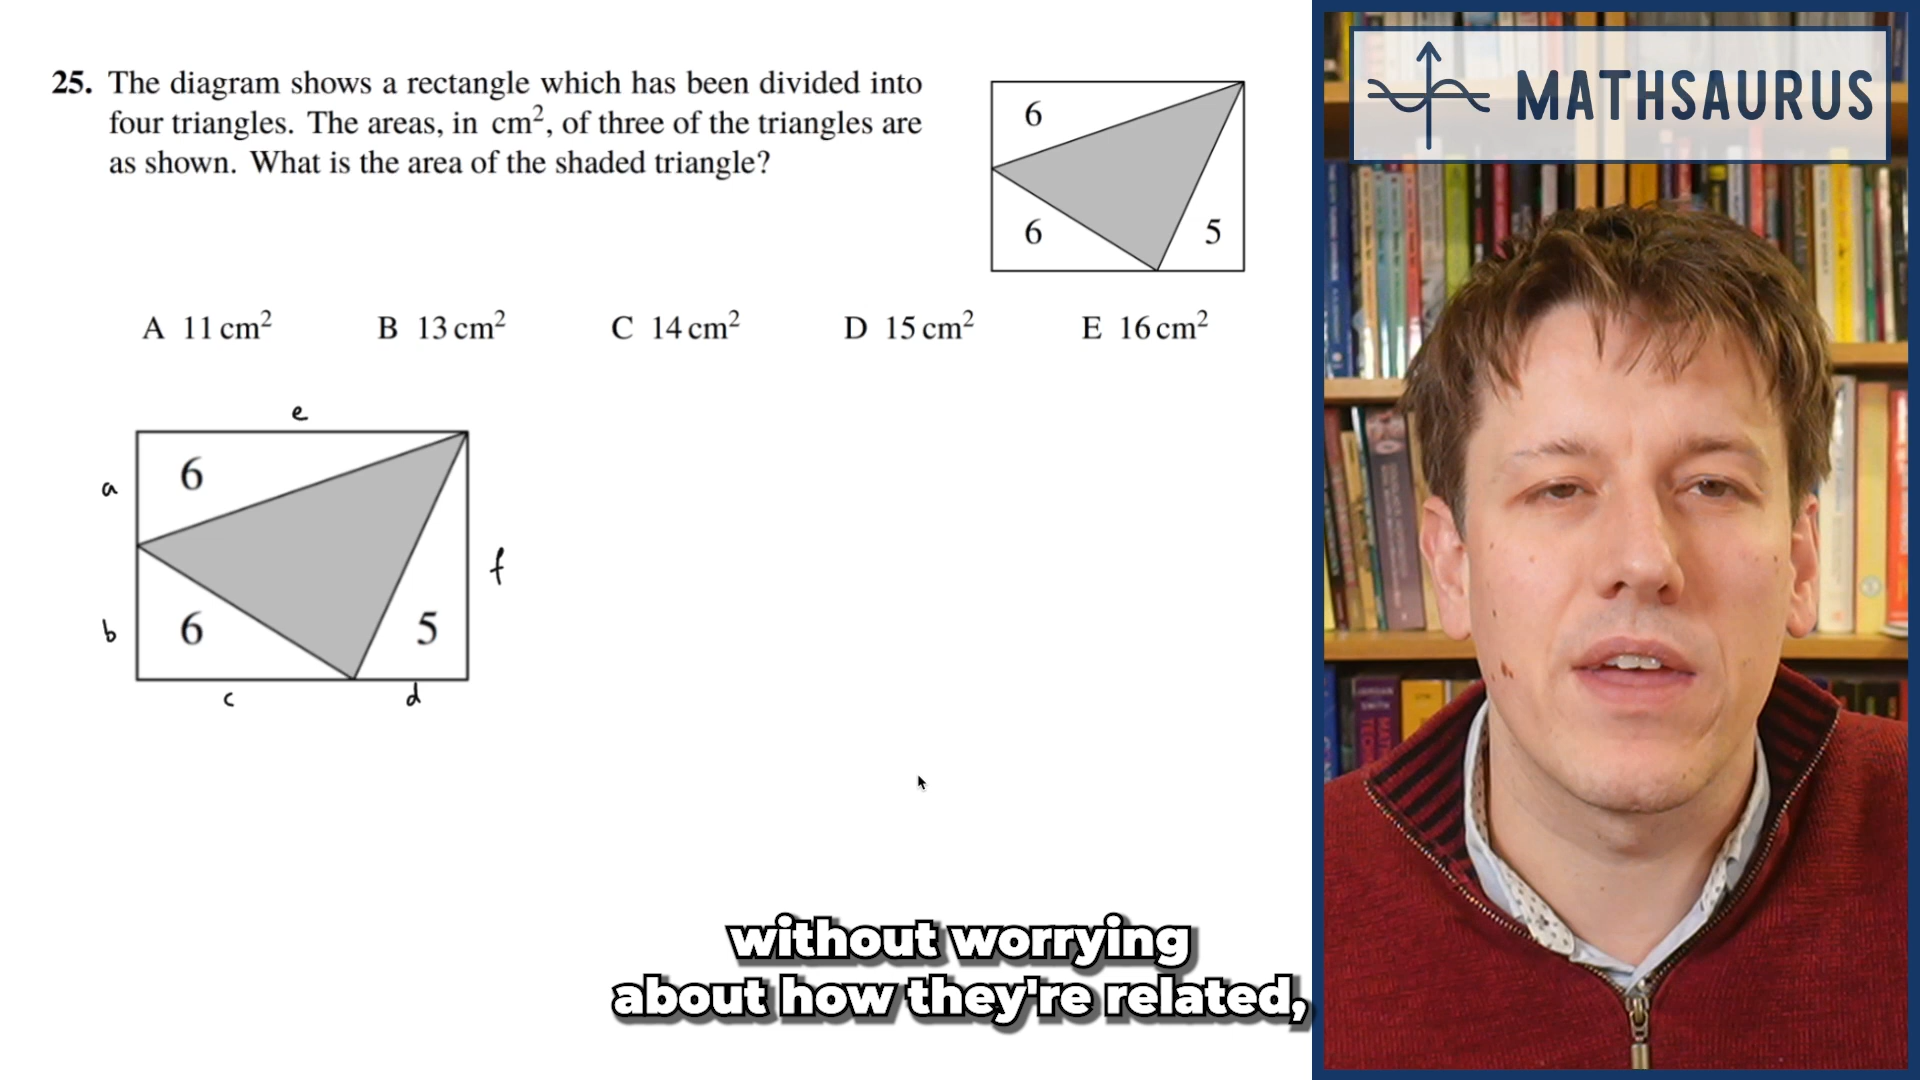 25. The diagram shows a rectangle which has been divided into
four triangles. The areas, in cm², of three of the triangles are
as shown. What is the area of the shaded triangle?
6
6
5
A 11 cm²
B 13 cm²
C 14 cm²
D 15 cm²
E 16 cm²
e
a
6
f
b
6
5
c
d
without worrying
about how they're related,
MATHSAURUS